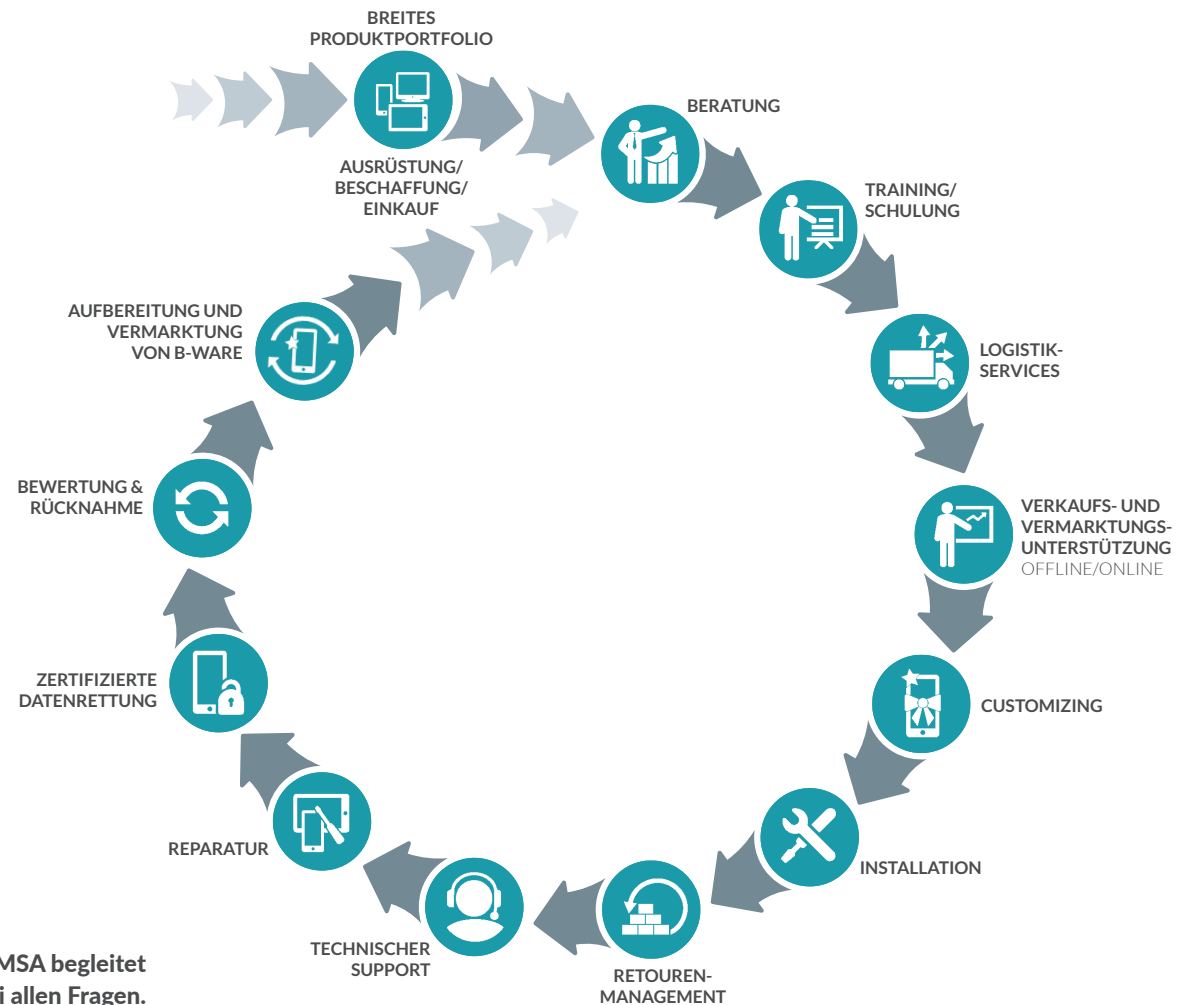 BREITES
PRODUKTPORTFOLIO
AUSRÜSTUNG/
BESCHAFFUNG/
EINKAUF
BERATUNG
TRAINING/
SCHULUNG
LOGISTIK-
SERVICES
VERKAUFS- UND
VERMARKTUNGS-
UNTERSTÜTZUNG
OFFLINE/ONLINE
CUSTOMIZING
INSTALLATION
RETOUREN-
MANAGEMENT
TECHNISCHER
SUPPORT
REPARATUR
ZERTIFIZIERTE
DATENRETTUNG
BEWERTUNG &
RÜCKNAHME
AUFBEREITUNG UND
VERMARKTUNG
VON B-WARE
MSA begleitet
i allen Fragen.